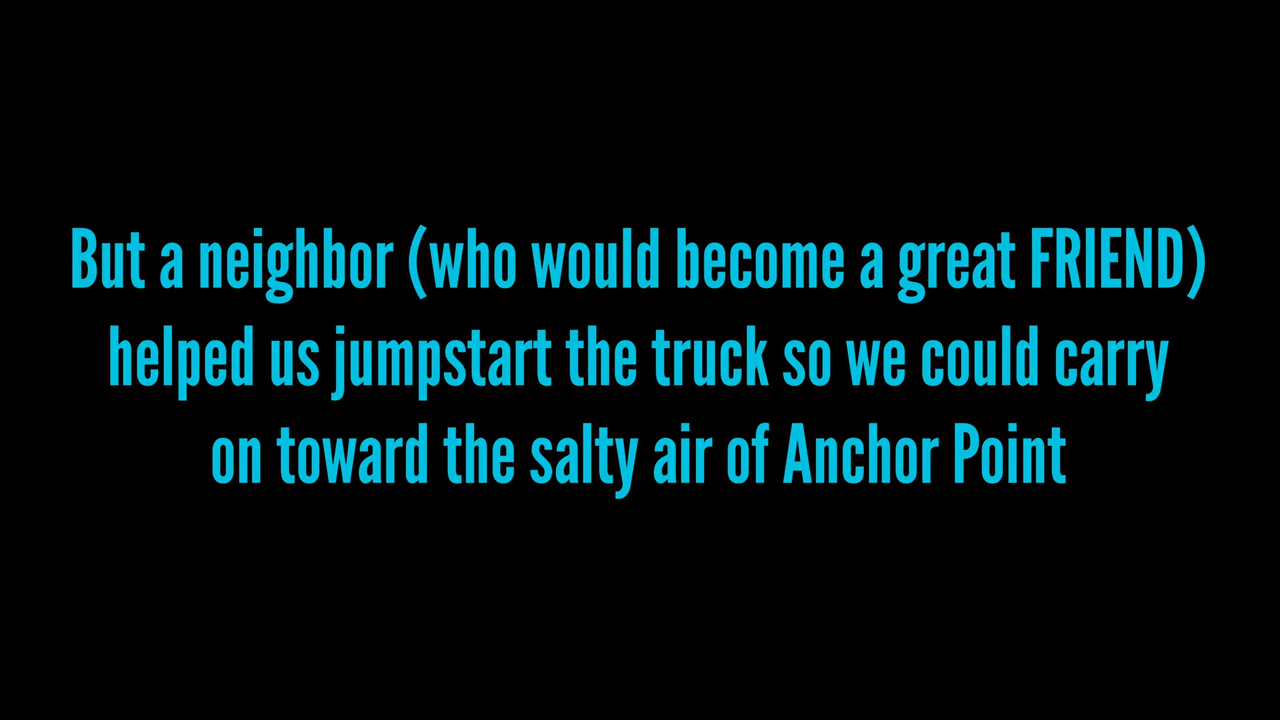 But a neighbor (who would become a great FRIEND)
helped us jumpstart the truck so we could carry
on toward the salty air of Anchor Point